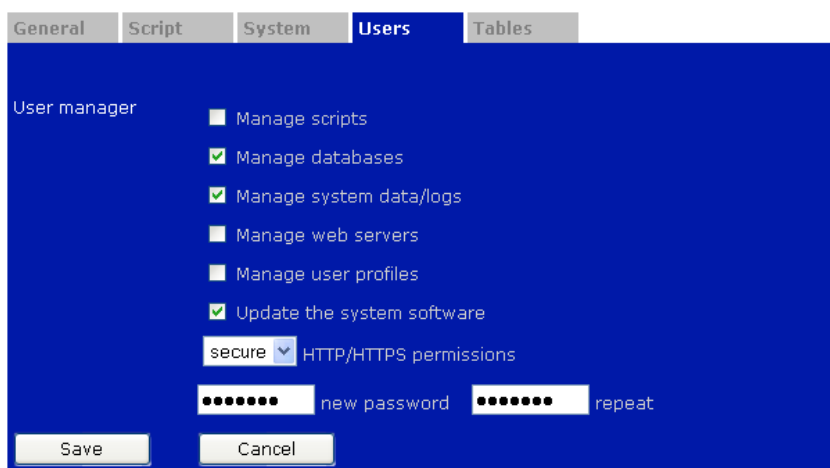 General Script System Users Tables
User manager
Manage scripts
Manage databases
Manage system data/logs
Manage web servers
Manage user profiles
Update the system software
secure HTTP/HTTPS permissions
●●●●●●● new password ●●●●●●● repeat
Save Cancel